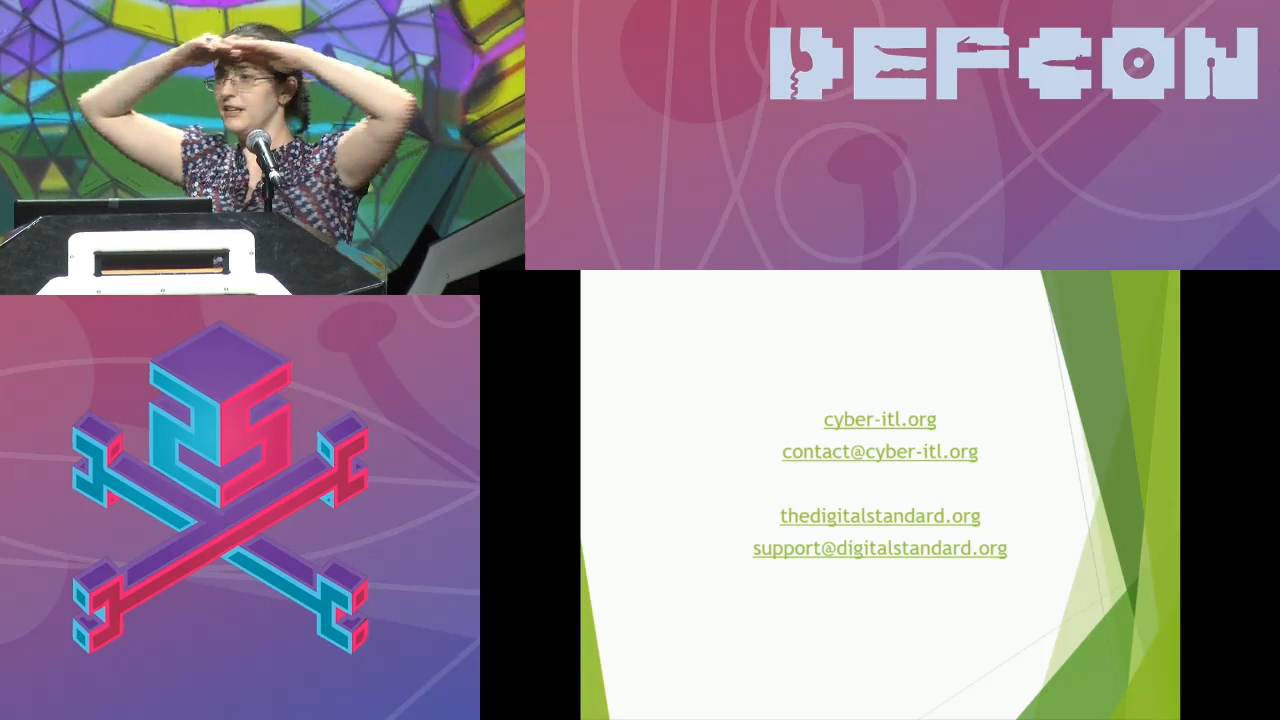 DEFCON
cyber-itl.org
contact@cyber-itl.org
thedigitalstandard.org
support@digitalstandard.org